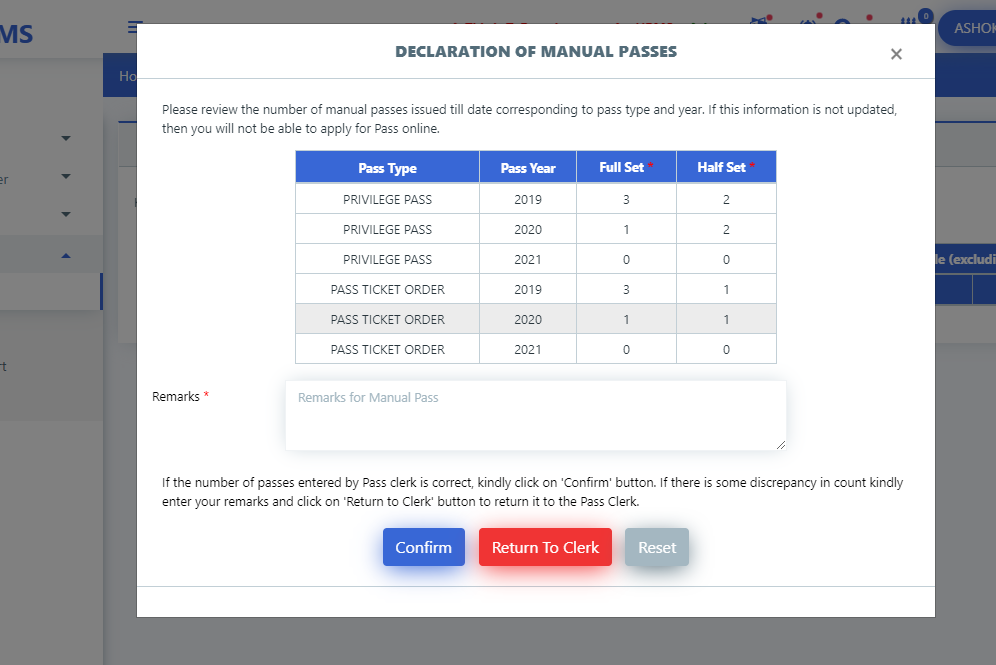 MS
0
ASHOK
DECLARATION OF MANUAL PASSES
×
Ho
Please review the number of manual passes issued till date corresponding to pass type and year. If this information is not updated,
then you will not be able to apply for Pass online.
Pass Type Pass Year Full Set * Half Set *
PRIVILEGE PASS 2019 3 2
PRIVILEGE PASS 2020 1 2
PRIVILEGE PASS 2021 0 0
PASS TICKET ORDER 2019 3 1
PASS TICKET ORDER 2020 1 1
PASS TICKET ORDER 2021 0 0
er
le (excludi
rt
Remarks *
Remarks for Manual Pass
If the number of passes entered by Pass clerk is correct, kindly click on 'Confirm' button. If there is some discrepancy in count kindly
enter your remarks and click on 'Return to Clerk' button to return it to the Pass Clerk.
Confirm Return To Clerk Reset